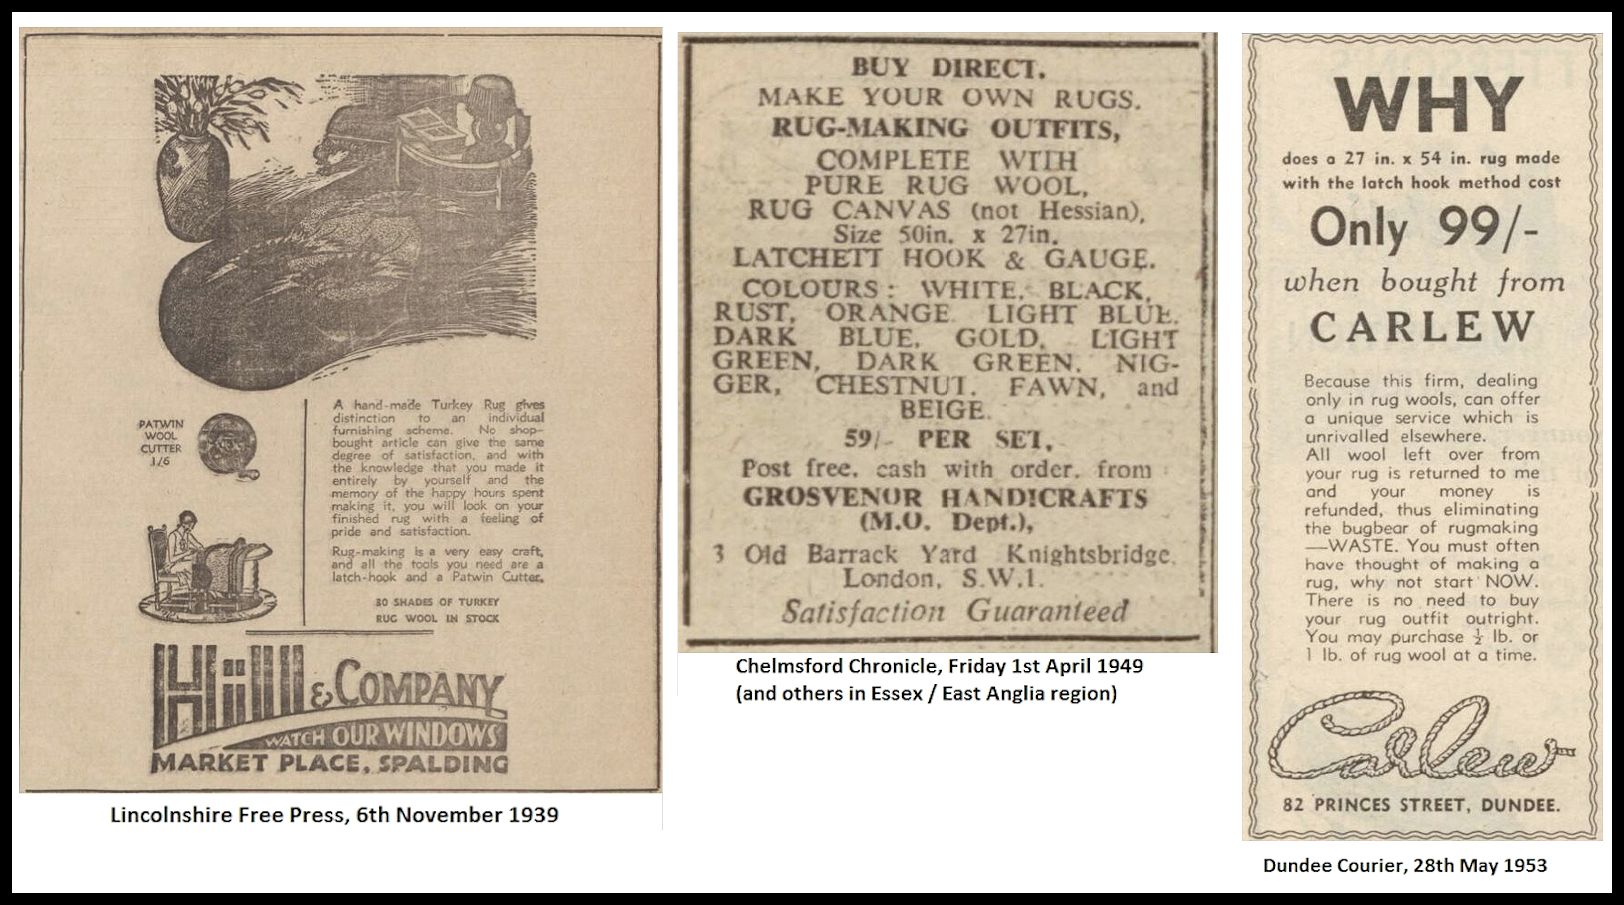 PATWIN
WOOL
CUTTER
1/6
A hand-made Turkey Rug gives
distinction to an individual
furnishing scheme. No shop-
bought article can give the same
degree of satisfaction, and with
the knowledge that you made it
entirely by yourself and the
memory of the happy hours spent
making it, you will look on your
finished rug with a feeling of
pride and satisfaction.
Rug-making is a very easy craft,
and all the tools you need are a
latch-hook and a Patwin Cutter.
30 SHADES OF TURKEY
RUG WOOL IN STOCK
Hill & COMPANY
WATCH OUR WINDOWS
MARKET PLACE, SPALDING
Lincolnshire Free Press, 6th November 1939
BUY DIRECT.
MAKE YOUR OWN RUGS.
RUG-MAKING OUTFITS,
COMPLETE WITH
PURE RUG WOOL,
RUG CANVAS (not Hessian),
Size 50in. x 27in.
LATCHETT HOOK & GAUGE.
COLOURS: WHITE, BLACK,
RUST, ORANGE LIGHT BLUE.
DARK BLUE, GOLD, LIGHT
GREEN, DARK GREEN, NIG-
GER, CHESTNUT, FAWN, and
BEIGE.
59/- PER SET,
Post free, cash with order, from
GROSVENOR HANDICRAFTS
(M.O. Dept.),
3 Old Barrack Yard Knightsbridge,
London, S.W.1.
Satisfaction Guaranteed
Chelmsford Chronicle, Friday 1st April 1949
(and others in Essex / East Anglia region)
WHY
does a 27 in. x 54 in. rug made
with the latch hook method cost
Only 99/-
when bought from
CARLEW
Because this firm, dealing
only in rug wools, can offer
a unique service which is
unrivalled elsewhere.
All wool left over from
your rug is returned to me
and your money is
refunded, thus eliminating
the bugbear of rugmaking
—WASTE. You must often
have thought of making a
rug, why not start NOW.
There is no need to buy
your rug outfit outright.
You may purchase ½ lb. or
1 lb. of rug wool at a time.
Carlew
82 PRINCES STREET, DUNDEE.
Dundee Courier, 28th May 1953